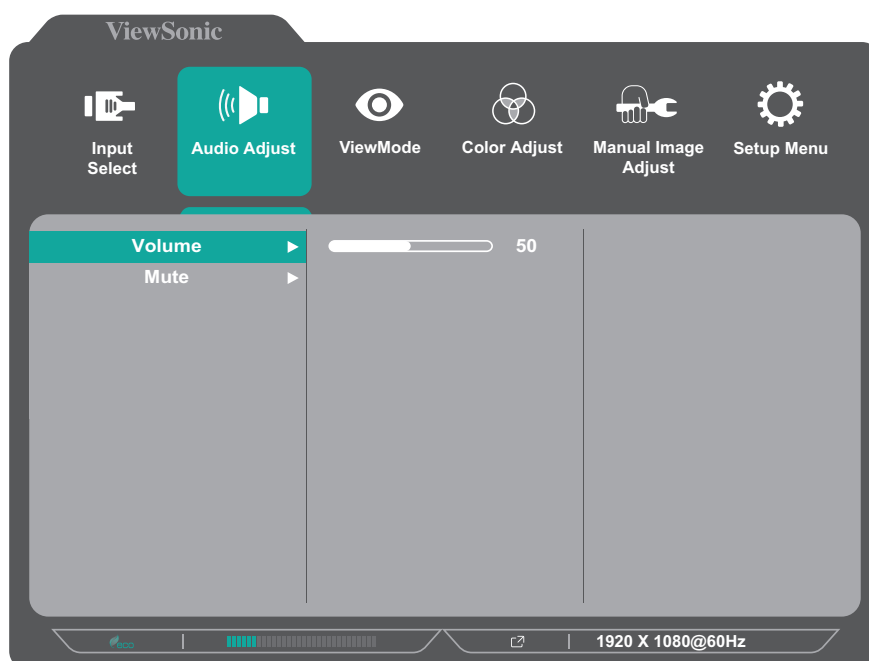 ViewSonic
Input
Select
Audio Adjust
ViewMode
Color Adjust
Manual Image
Adjust
Setup Menu
Volume
50
Mute
eco
1920 X 1080@60Hz